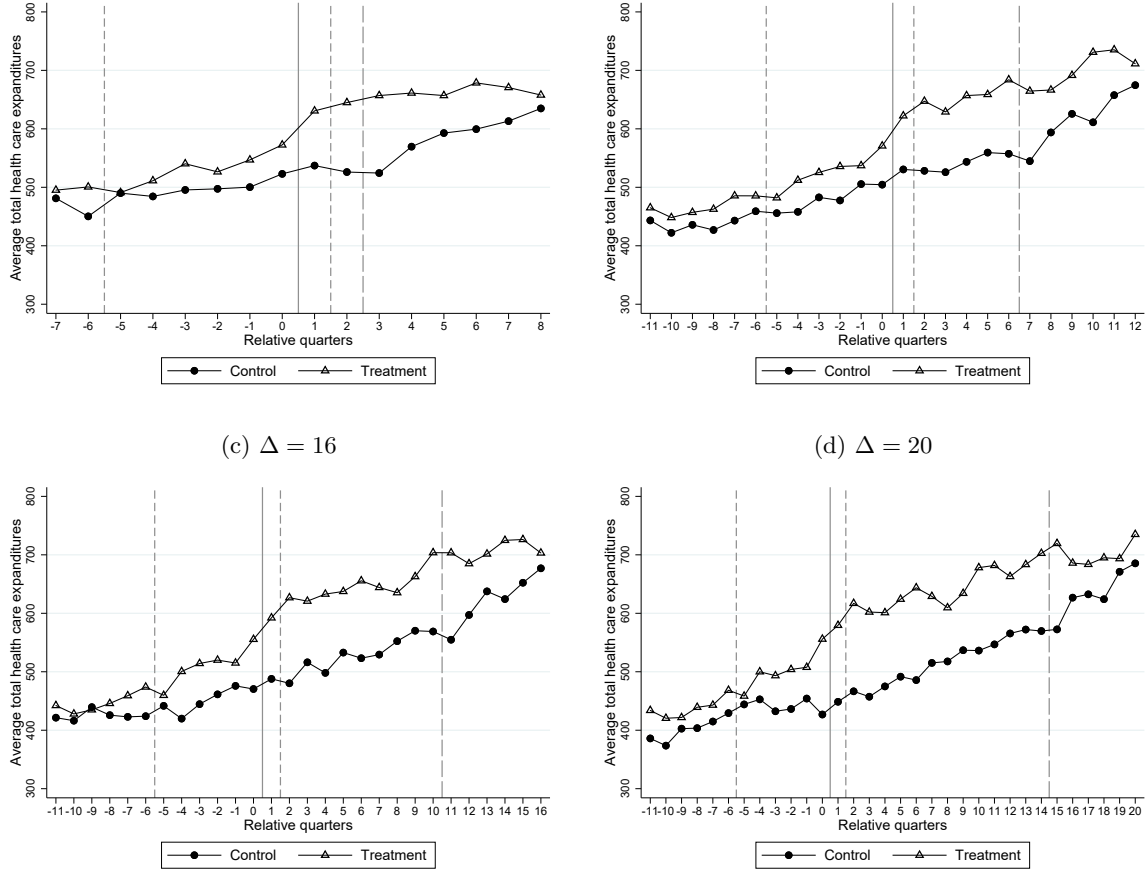 800
700
600
500
400
300
Average total health care expenditures
-7 -6 -5 -4 -3 -2 -1 0 1 2 3 4 5 6 7 8
Relative quarters
Control Treatment
800
700
600
500
400
300
Average total health care expenditures
-11 -10 -9 -8 -7 -6 -5 -4 -3 -2 -1 0 1 2 3 4 5 6 7 8 9 10 11 12
Relative quarters
Control Treatment
(c) Δ = 16
800
700
600
500
400
300
Average total health care expenditures
-11 -10 -9 -8 -7 -6 -5 -4 -3 -2 -1 0 1 2 3 4 5 6 7 8 9 10 11 12 13 14 15 16
Relative quarters
Control Treatment
(d) Δ = 20
800
700
600
500
400
300
Average total health care expenditures
-11 -10 -9 -8 -7 -6 -5 -4 -3 -2 -1 0 1 2 3 4 5 6 7 8 9 10 11 12 13 14 15 16 17 18 19 20
Relative quarters
Control Treatment